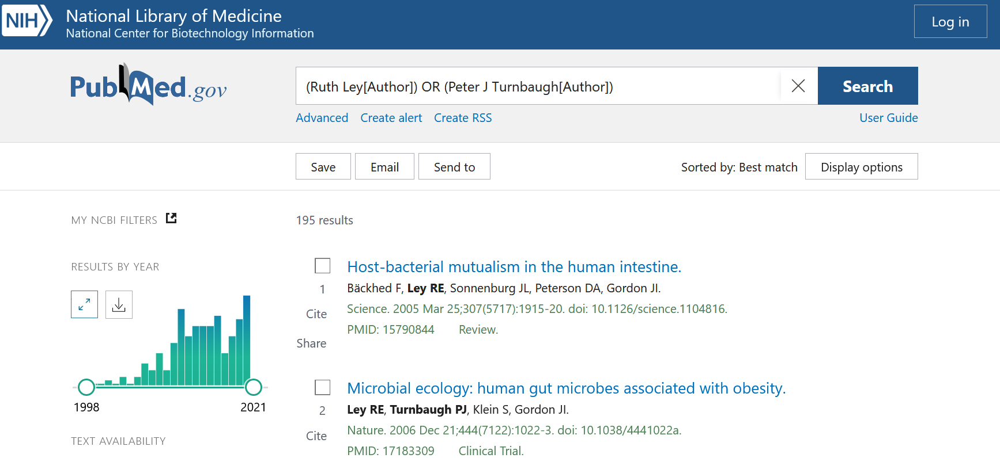 NIH
National Library of Medicine
National Center for Biotechnology Information
Log in
PubMed.gov
(Ruth Ley[Author]) OR (Peter J Turnbaugh[Author])
Search
Advanced Create alert Create RSS User Guide
Save Email Send to Sorted by: Best match Display options
MY NCBI FILTERS
195 results
RESULTS BY YEAR
1998 2021
TEXT AVAILABILITY
Host-bacterial mutualism in the human intestine.
1 Bäckhed F, Ley RE, Sonnenburg JL, Peterson DA, Gordon JI.
Cite Science. 2005 Mar 25;307(5717):1915-20. doi: 10.1126/science.1104816.
PMID: 15790844 Review.
Share
Microbial ecology: human gut microbes associated with obesity.
2 Ley RE, Turnbaugh PJ, Klein S, Gordon JI.
Cite Nature. 2006 Dec 21;444(7122):1022-3. doi: 10.1038/4441022a.
PMID: 17183309 Clinical Trial.